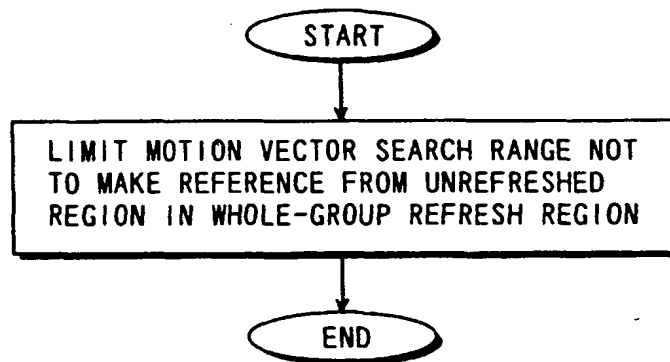 START
LIMIT MOTION VECTOR SEARCH RANGE NOT
TO MAKE REFERENCE FROM UNREFRESHED
REGION IN WHOLE-GROUP REFRESH REGION
END